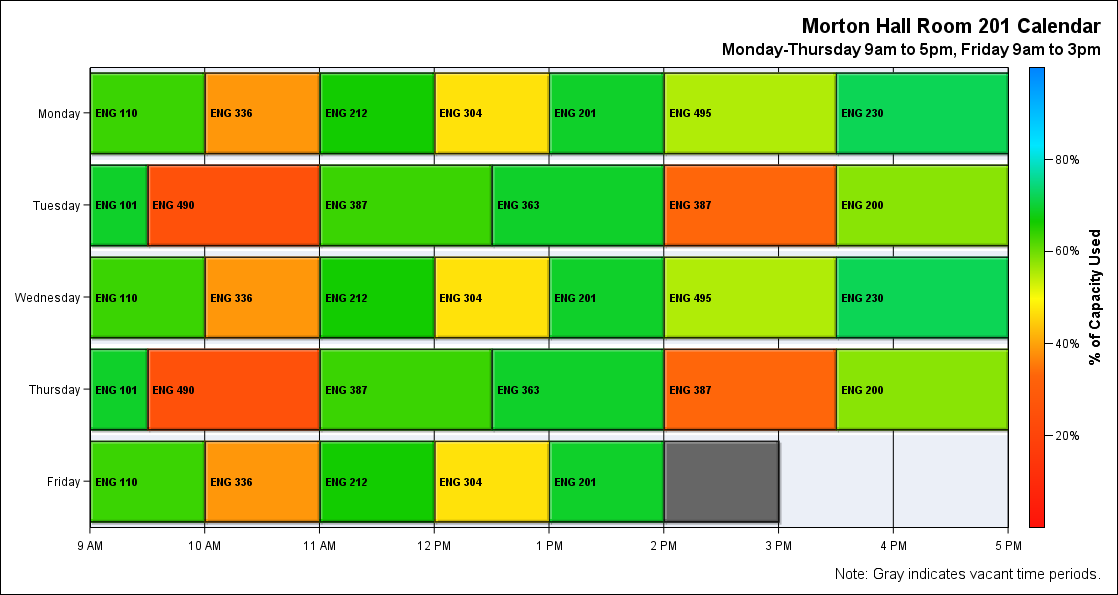 Morton Hall Room 201 Calendar
Monday-Thursday 9am to 5pm, Friday 9am to 3pm
Monday ENG 110 ENG 336 ENG 212 ENG 304 ENG 201 ENG 495 ENG 230
80%
Tuesday ENG 101 ENG 490 ENG 387 ENG 363 ENG 387 ENG 200
60%
Wednesday ENG 110 ENG 336 ENG 212 ENG 304 ENG 201 ENG 495 ENG 230
% of Capacity Used
40%
Thursday ENG 101 ENG 490 ENG 387 ENG 363 ENG 387 ENG 200
20%
Friday ENG 110 ENG 336 ENG 212 ENG 304 ENG 201
9 AM 10 AM 11 AM 12 PM 1 PM 2 PM 3 PM 4 PM 5 PM
Note: Gray indicates vacant time periods.